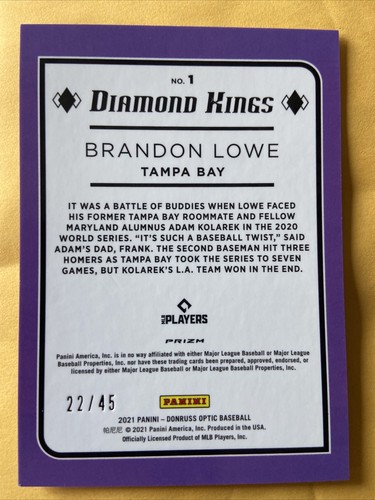 NO. 1
DIAMOND KINGS
BRANDON LOWE
TAMPA BAY
IT WAS A BATTLE OF BUDDIES WHEN LOWE FACED
HIS FORMER TAMPA BAY ROOMMATE AND FELLOW
MARYLAND ALUMNUS ADAM KOLAREK IN THE 2020
WORLD SERIES. "IT'S SUCH A BASEBALL TWIST," SAID
ADAM'S DAD, FRANK. THE SECOND BASEMAN HIT THREE
HOMERS AS TAMPA BAY TOOK THE SERIES TO SEVEN
GAMES, BUT KOLAREK'S L.A. TEAM WON IN THE END.
MLB PLAYERS
PRIZM
Panini America, Inc. is in no way affiliated with either Major League Baseball or Major League
Baseball Properties, Inc. nor have these trading cards been prepared, approved, endorsed, or
licensed by either Major League Baseball or Major League Baseball Properties, Inc.
22/45
PANINI
2021 PANINI – DONRUSS OPTIC BASEBALL
帕尼尼 © 2021 Panini America, Inc. Produced in the USA.
Officially Licensed Product of MLB Players, Inc.